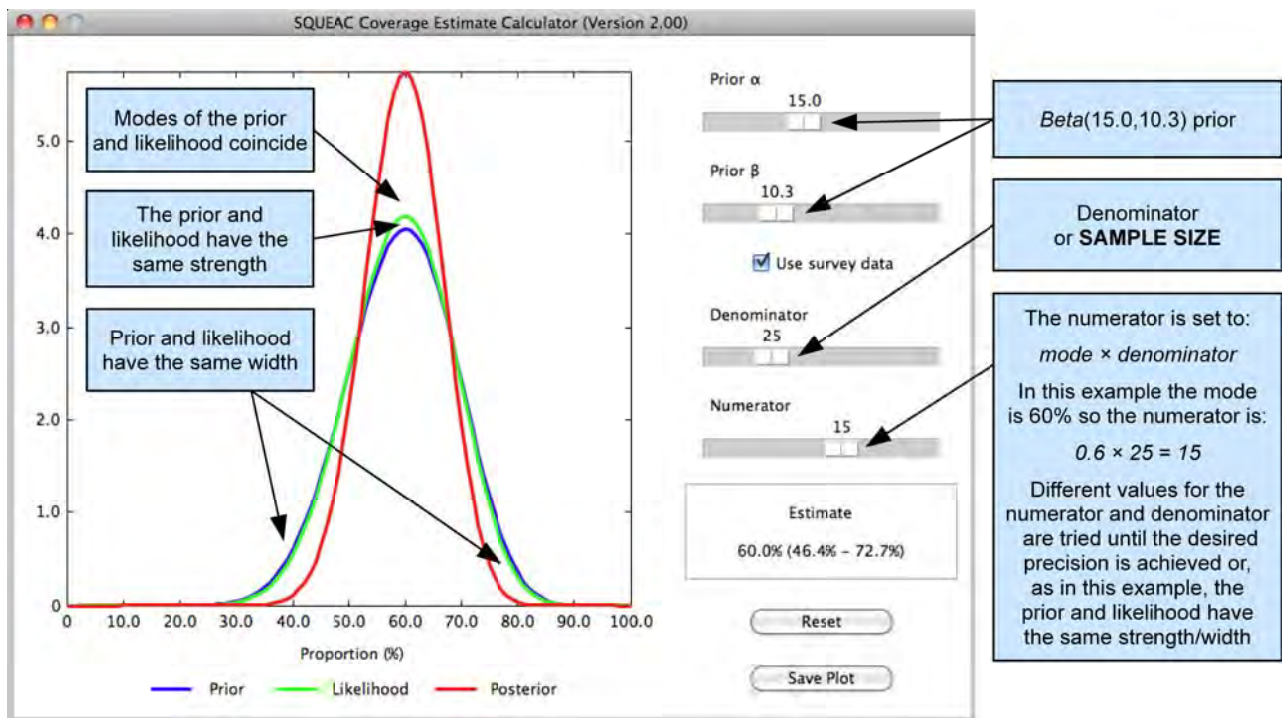 SQUEAC Coverage Estimate Calculator (Version 2.00)
Modes of the prior
and likelihood coincide
The prior and
likelihood have the
same strength
Prior and likelihood
have the same width
5.0
4.0
3.0
2.0
1.0
0
0.0
10.0
20.0
30.0
40.0
50.0
60.0
70.0
80.0
90.0
100.0
Proportion (%)
Prior
Likelihood
Posterior
Prior α
15.0
Prior β
10.3
Use survey data
Denominator
25
Numerator
15
Estimate
60.0% (46.4% – 72.7%)
Reset
Save Plot
Beta(15.0,10.3) prior
Denominator
or SAMPLE SIZE
The numerator is set to:
mode × denominator
In this example the mode
is 60% so the numerator is:
0.6 × 25 = 15
Different values for the
numerator and denominator
are tried until the desired
precision is achieved or,
as in this example, the
prior and likelihood have
the same strength/width